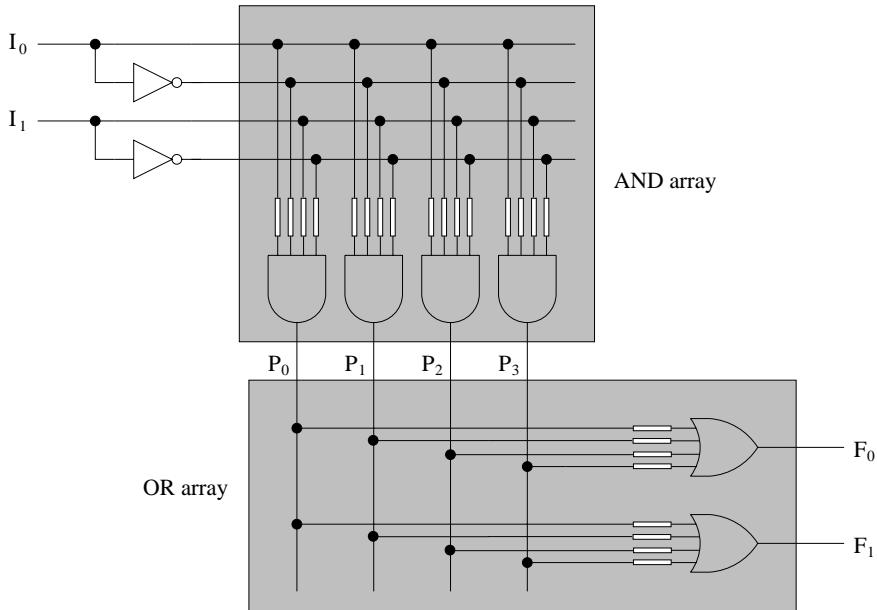 I₀
I₁
AND array
P₀ P₁ P₂ P₃
F₀
OR array
F₁